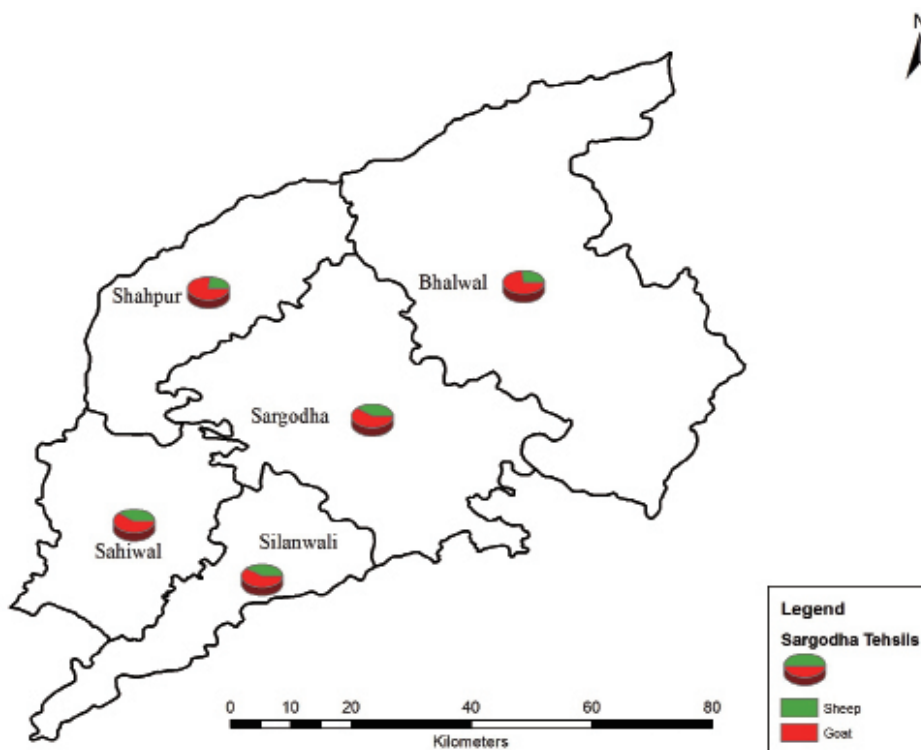 N
Bhalwal
Shahpur
Sargodha
Silanwali
Sahiwal
Legend
Sargodha Tehsils
Sheep
Goat
0 10 20 40 60 80
Kilometers